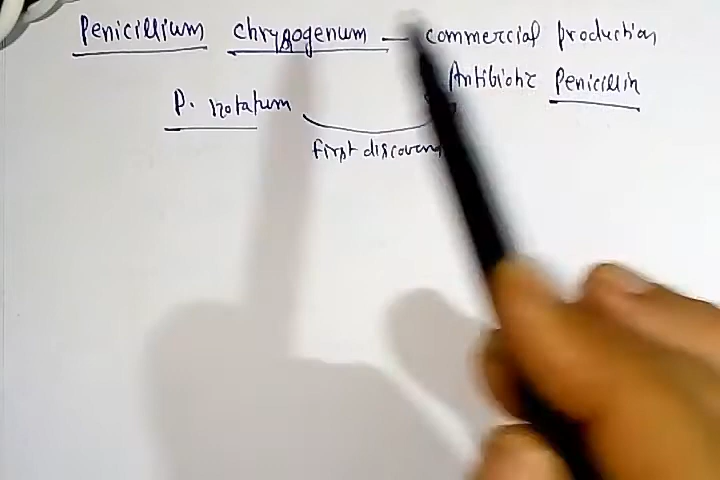 Penicillium chrysogenum — commercial production
Antibiotic Penicillin
P. notatum
first discovered